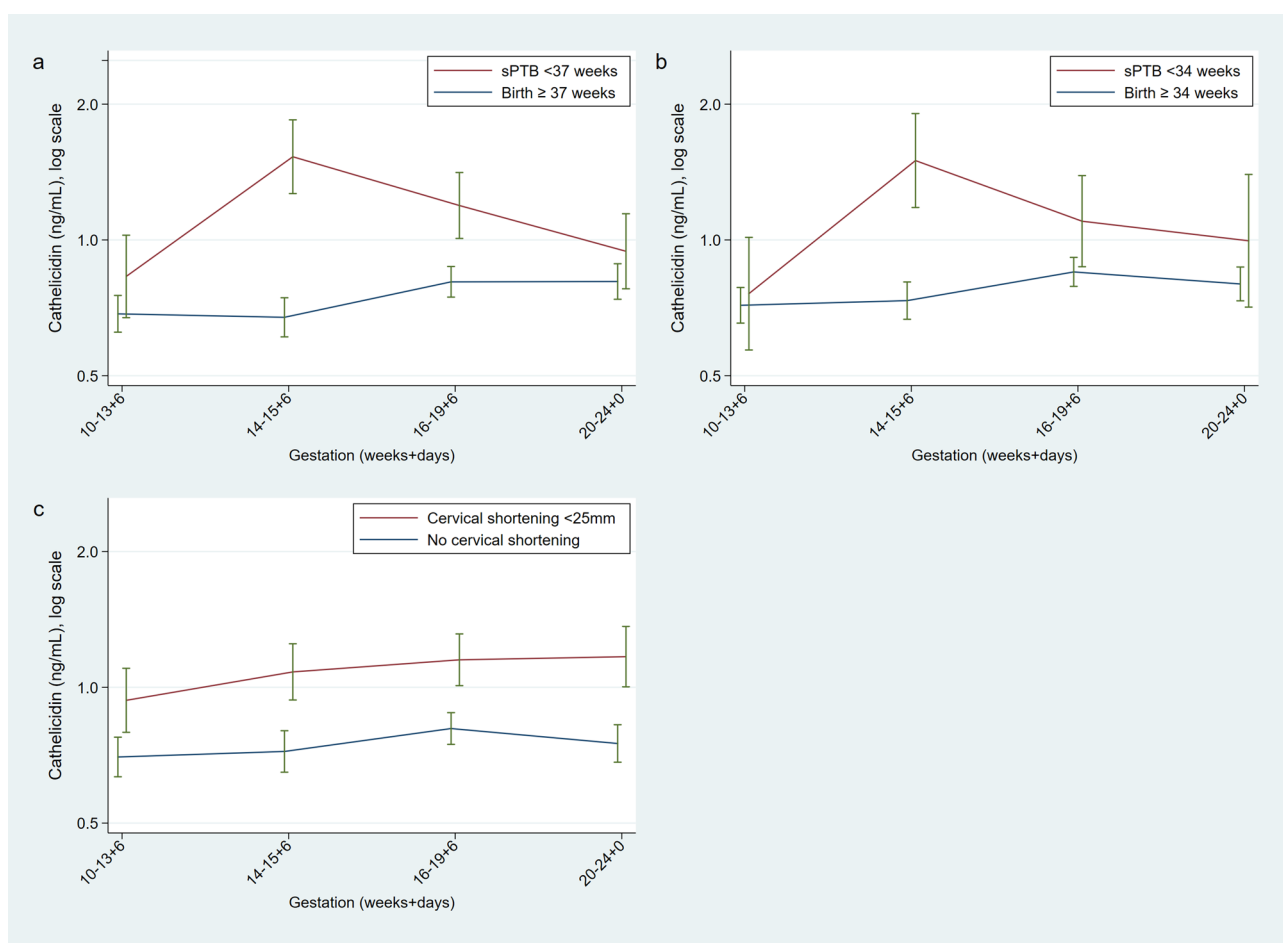 a
sPTB <37 weeks
Birth ≥ 37 weeks
Cathelicidin (ng/mL), log scale
2.0
1.0
0.5
10-13+6
14-15+6
16-19+6
20-24+0
Gestation (weeks+days)
b
sPTB <34 weeks
Birth ≥ 34 weeks
Cathelicidin (ng/mL), log scale
2.0
1.0
0.5
10-13+6
14-15+6
16-19+6
20-24+0
Gestation (weeks+days)
c
Cervical shortening <25mm
No cervical shortening
Cathelicidin (ng/mL), log scale
2.0
1.0
0.5
10-13+6
14-15+6
16-19+6
20-24+0
Gestation (weeks+days)